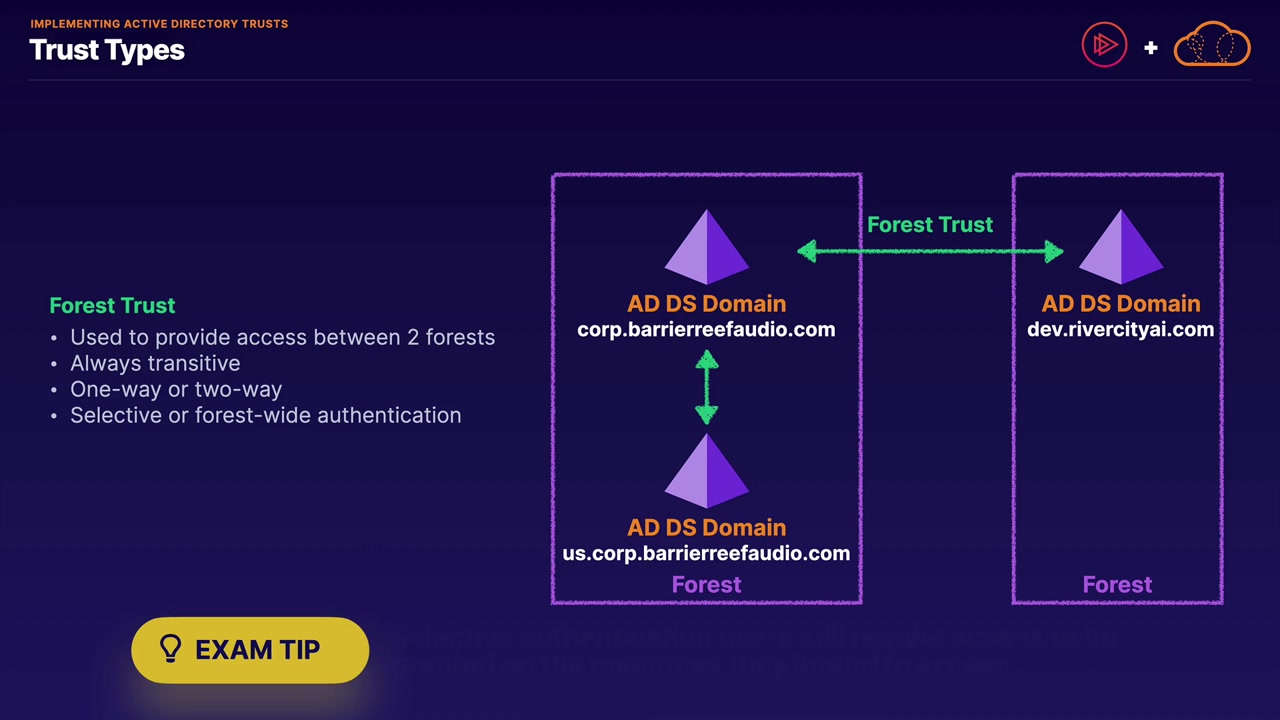 IMPLEMENTING ACTIVE DIRECTORY TRUSTS
Trust Types
+
Forest Trust
• Used to provide access between 2 forests
• Always transitive
• One-way or two-way
• Selective or forest-wide authentication
Forest Trust
AD DS Domain
corp.barrierreefaudio.com
AD DS Domain
us.corp.barrierreefaudio.com
Forest
AD DS Domain
dev.rivercityai.com
Forest
EXAM TIP